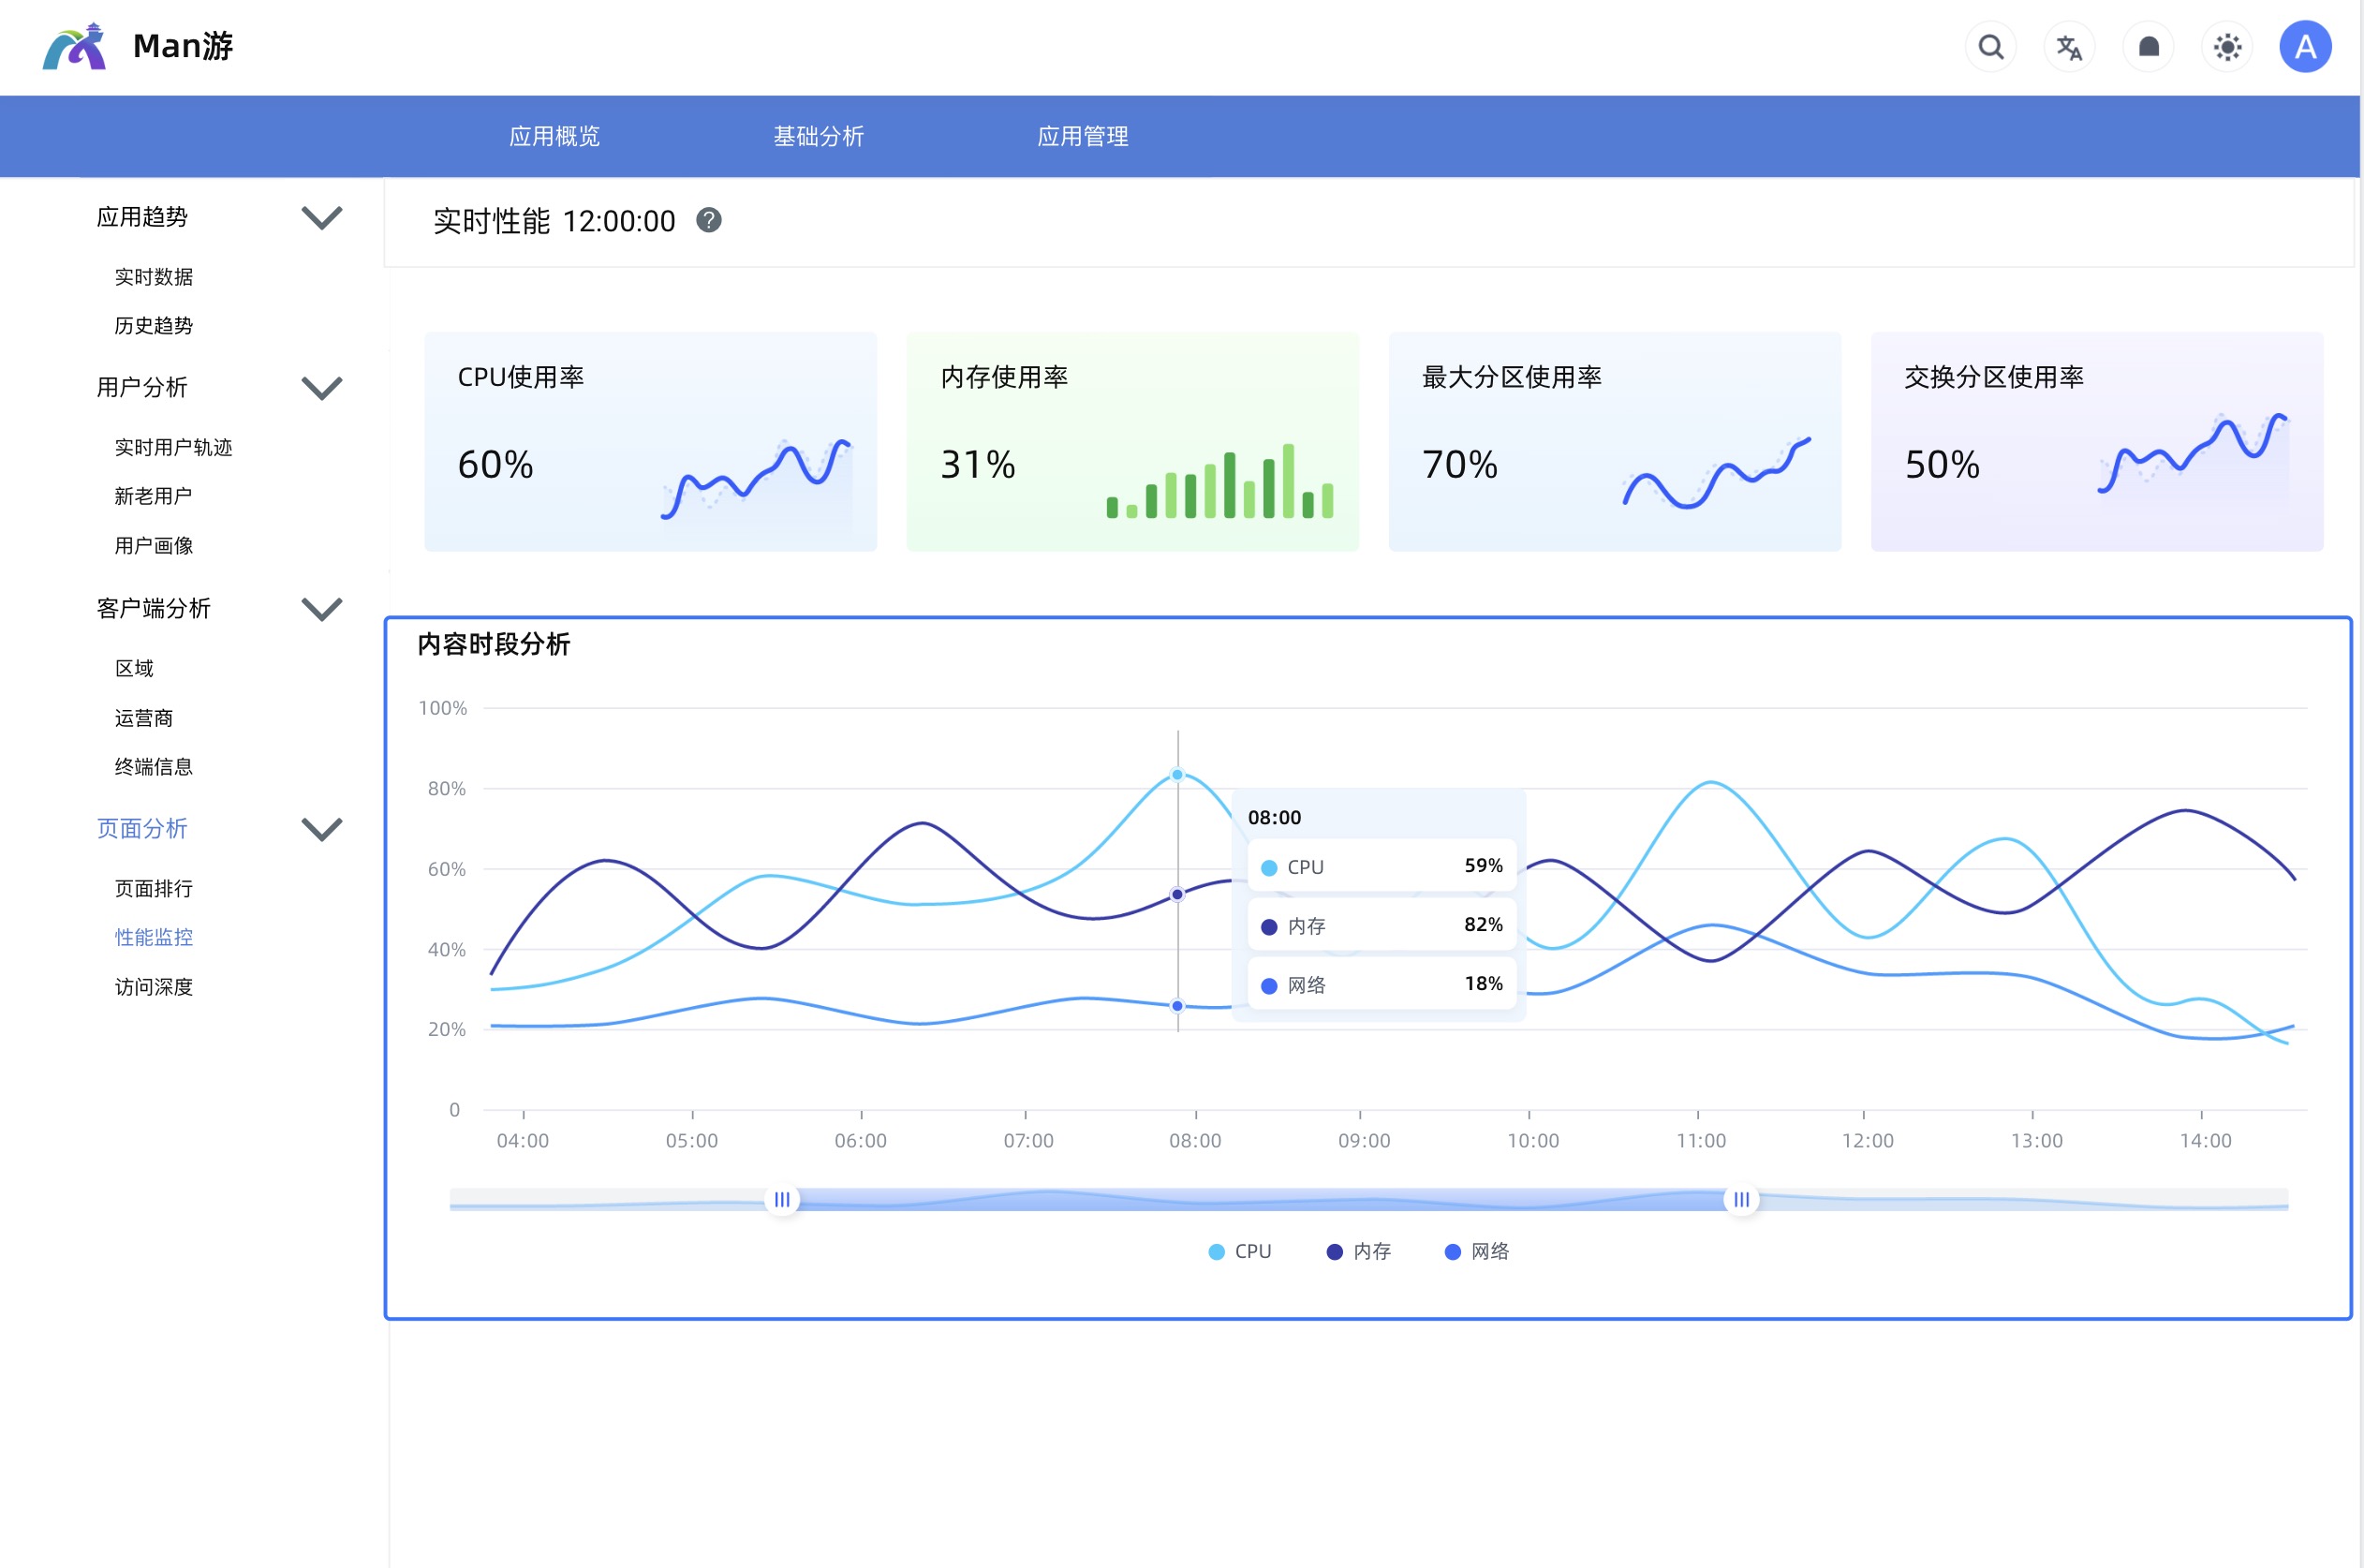 Man游
A
应用概览 基础分析 应用管理
应用趋势
实时数据
历史趋势
用户分析
实时用户轨迹
新老用户
用户画像
客户端分析
区域
运营商
终端信息
页面分析
页面排行
性能监控
访问深度
实时性能 12:00:00 ?
CPU使用率
60%
内存使用率
31%
最大分区使用率
70%
交换分区使用率
50%
内容时段分析
100%
80%
60%
40%
20%
0
08:00
CPU 59%
内存 82%
网络 18%
04:00 05:00 06:00 07:00 08:00 09:00 10:00 11:00 12:00 13:00 14:00
CPU 内存 网络